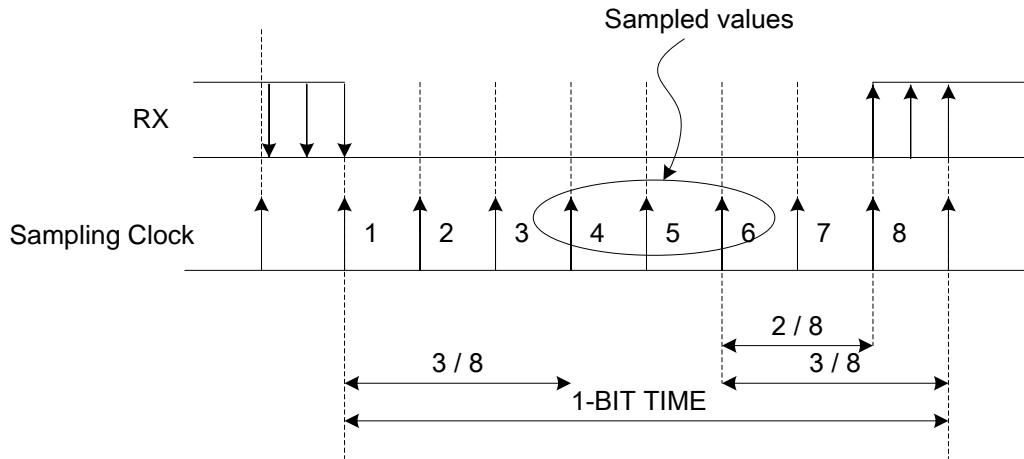 Sampled values
RX
Sampling Clock
1 2 3 4 5 6 7 8
2 / 8
3 / 8 3 / 8
1-BIT TIME